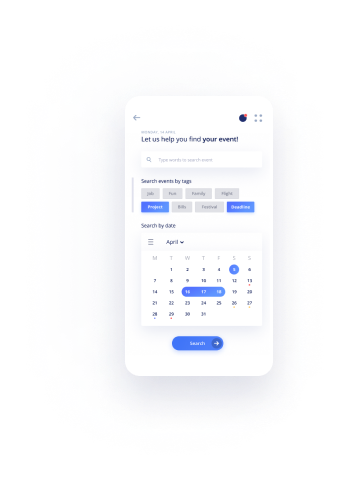 Let us help you find your event!
Type words to search event
Search events by tags
Job Fun Family Flight
Project Bills Festival Deadline
Search by date
April
M T W T F S S
1 2 3 4 5 6
7 8 9 10 11 12 13
14 15 16 17 18 19 20
21 22 23 24 25 26 27
28 29 30 31
Search